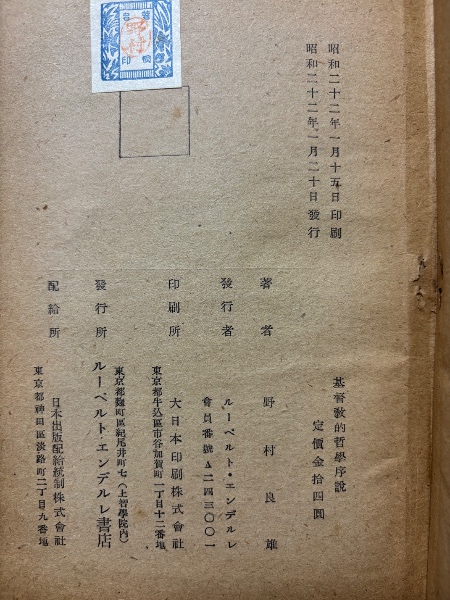 昭和二十二年一月十五日印刷
昭和二十二年一月二十日發行
基督教的哲學序説
定價金拾四圓
著者 野村良雄
發行者 ルーペルト・エンデルレ
會員番號A二四三〇〇一
印刷所 大日本印刷株式會社
東京都牛込區市谷加賀町一丁目十二番地
發行所 ルーペルト・エンデルレ書店
東京都麹町區紀尾井町七(上智學院内)
配給所 日本出版配給統制株式會社
東京都神田區淡路町二丁目九番地